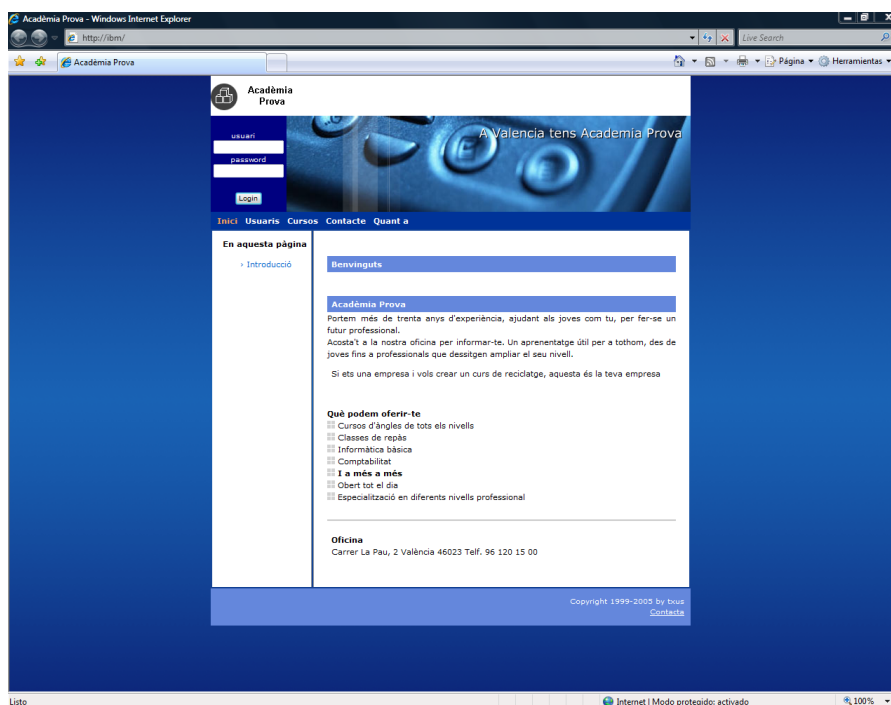 Acadèmia Prova - Windows Internet Explorer
http://ibm/
Live Search
Acadèmia Prova
Página
Herramientas
Acadèmia
Prova
A Valencia tens Academia Prova
usuari
password
Login
Inici Usuaris Cursos Contacte Quant a
En aquesta pàgina
Introducció
Benvinguts
Acadèmia Prova
Portem més de trenta anys d'experiència, ajudant als joves com tu, per fer-se un
futur professional.
Acosta't a la nostra oficina per informar-te. Un aprenentatge útil per a tothom, des de
joves fins a professionals que dessitgen ampliar el seu nivell.
Si ets una empresa i vols crear un curs de reciclatge, aquesta és la teva empresa
Què podem oferir-te
Cursos d'àngles de tots els nivells
Classes de repàs
Informàtica bàsica
Comptabilitat
I a més a més
Obert tot el dia
Especialització en diferents nivells professional
Oficina
Carrer La Pau, 2 València 46023 Telf. 96 120 15 00
Copyright 1999-2005 by txus
Contacta
Listo
Internet | Modo protegido: activado
100%